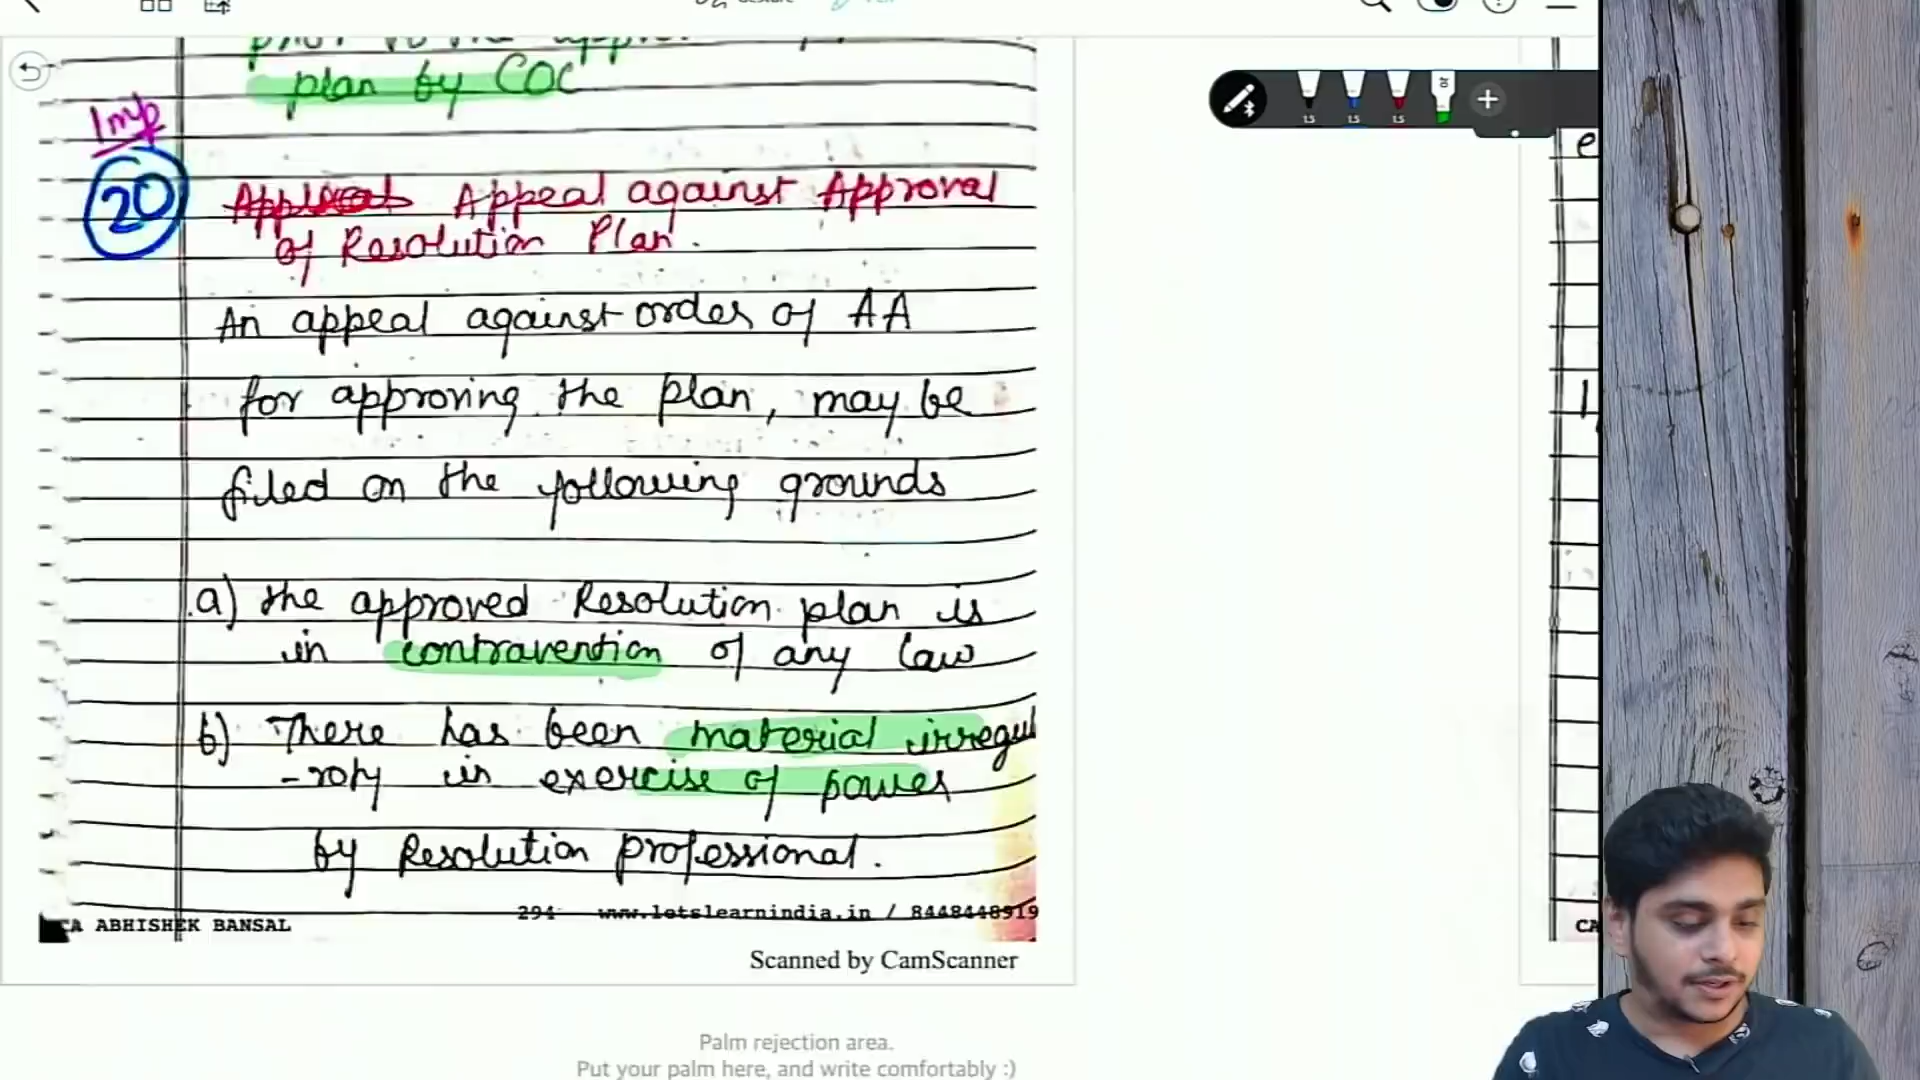 plan by COC
Imp
20
Appeal against Approval
of Resolution Plan.
An appeal against order of AA
for approving the plan, may be
filed on the following grounds
a) the approved Resolution plan is
in contravention of any law
b) There has been material irregul
-rity in exercise of power
by Resolution professional.
CA ABHISHEK BANSAL
294 www.letslearnindia.in / 8448448919
Scanned by CamScanner
Palm rejection area.
Put your palm here, and write comfortably :)